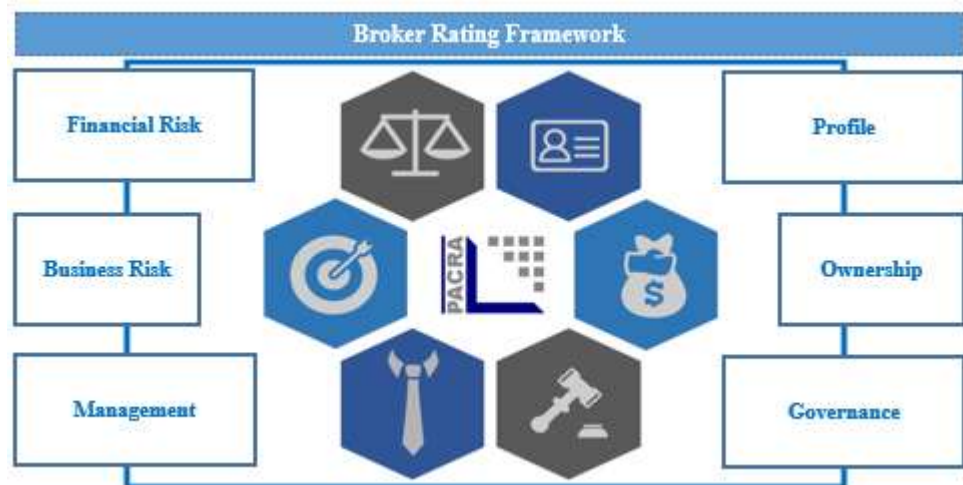 Broker Rating Framework
Financial Risk
Profile
Business Risk
PACRA
$
Ownership
Management
Governance